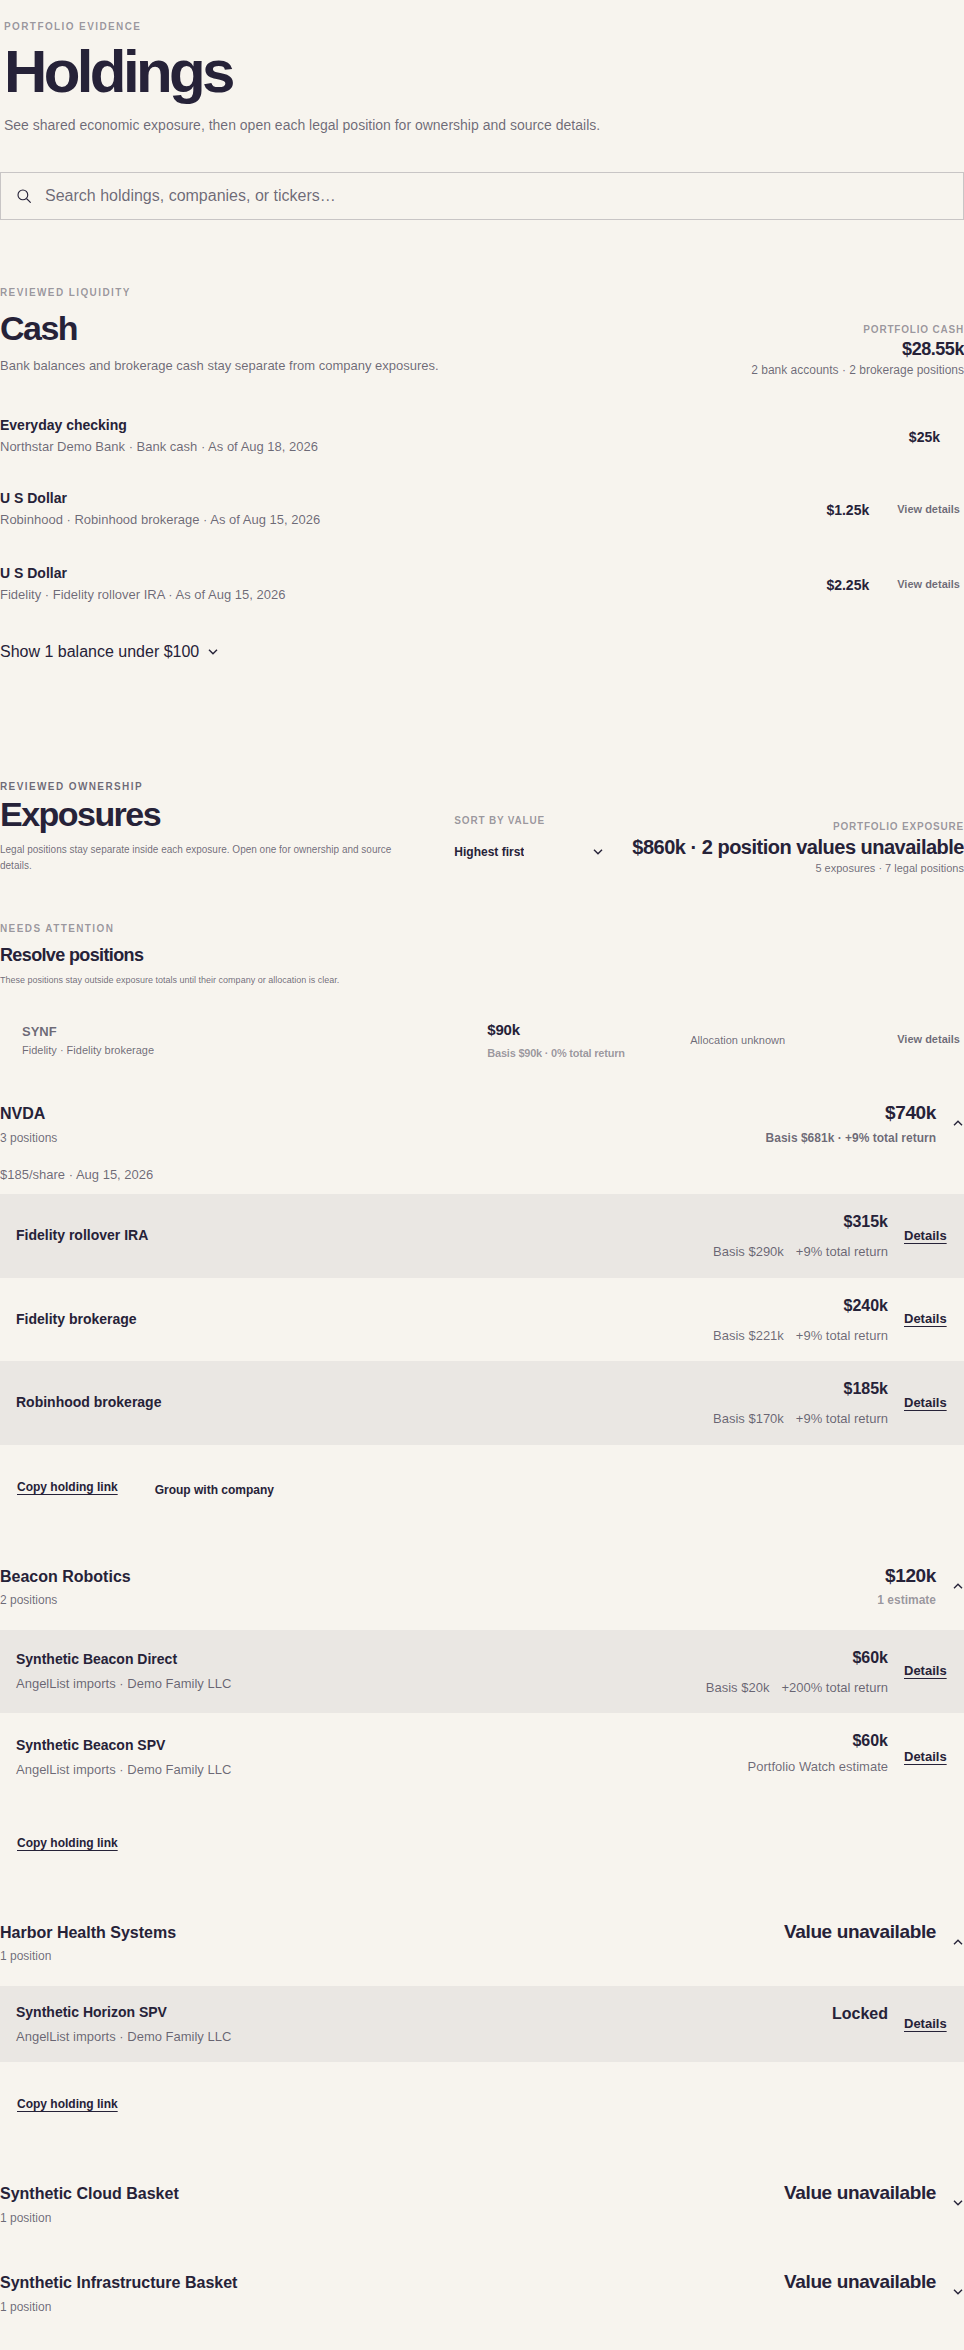 PORTFOLIO EVIDENCE
Holdings
See shared economic exposure, then open each legal position for ownership and source details.
Search holdings, companies, or tickers…
REVIEWED LIQUIDITY
Cash
Bank balances and brokerage cash stay separate from company exposures.
PORTFOLIO CASH
$28.55k
2 bank accounts · 2 brokerage positions
Everyday checking
Northstar Demo Bank · Bank cash · As of Aug 18, 2026
$25k
U S Dollar
Robinhood · Robinhood brokerage · As of Aug 15, 2026
$1.25k View details
U S Dollar
Fidelity · Fidelity rollover IRA · As of Aug 15, 2026
$2.25k View details
Show 1 balance under $100
REVIEWED OWNERSHIP
Exposures
Legal positions stay separate inside each exposure. Open one for ownership and source
details.
SORT BY VALUE
Highest first
PORTFOLIO EXPOSURE
$860k · 2 position values unavailable
5 exposures · 7 legal positions
NEEDS ATTENTION
Resolve positions
These positions stay outside exposure totals until their company or allocation is clear.
SYNF
Fidelity · Fidelity brokerage
$90k
Basis $90k · 0% total return
Allocation unknown
View details
NVDA
3 positions
$740k
Basis $681k · +9% total return
$185/share · Aug 15, 2026
Fidelity rollover IRA
$315k
Basis $290k +9% total return
Details
Fidelity brokerage
$240k
Basis $221k +9% total return
Details
Robinhood brokerage
$185k
Basis $170k +9% total return
Details
Copy holding link Group with company
Beacon Robotics
2 positions
$120k
1 estimate
Synthetic Beacon Direct
AngelList imports · Demo Family LLC
$60k
Basis $20k +200% total return
Details
Synthetic Beacon SPV
AngelList imports · Demo Family LLC
$60k
Portfolio Watch estimate
Details
Copy holding link
Harbor Health Systems
1 position
Value unavailable
Synthetic Horizon SPV
AngelList imports · Demo Family LLC
Locked
Details
Copy holding link
Synthetic Cloud Basket
1 position
Value unavailable
Synthetic Infrastructure Basket
1 position
Value unavailable